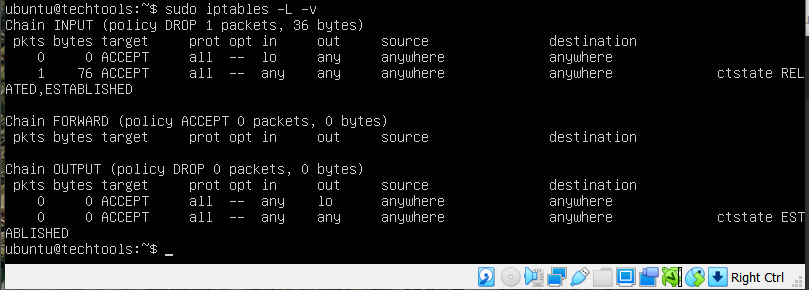 ubuntu@techtools:~$ sudo iptables -L -v
Chain INPUT (policy DROP 1 packets, 36 bytes)
 pkts bytes target     prot opt in     out     source               destination
    0     0 ACCEPT     all  --  lo     any     anywhere             anywhere
    1    76 ACCEPT     all  --  any    any     anywhere             anywhere             ctstate REL
ATED,ESTABLISHED
Chain FORWARD (policy ACCEPT 0 packets, 0 bytes)
 pkts bytes target     prot opt in     out     source               destination
Chain OUTPUT (policy DROP 0 packets, 0 bytes)
 pkts bytes target     prot opt in     out     source               destination
    0     0 ACCEPT     all  --  any    lo      anywhere             anywhere
    0     0 ACCEPT     all  --  any    any     anywhere             anywhere             ctstate EST
ABLISHED
ubuntu@techtools:~$ _
Right Ctrl